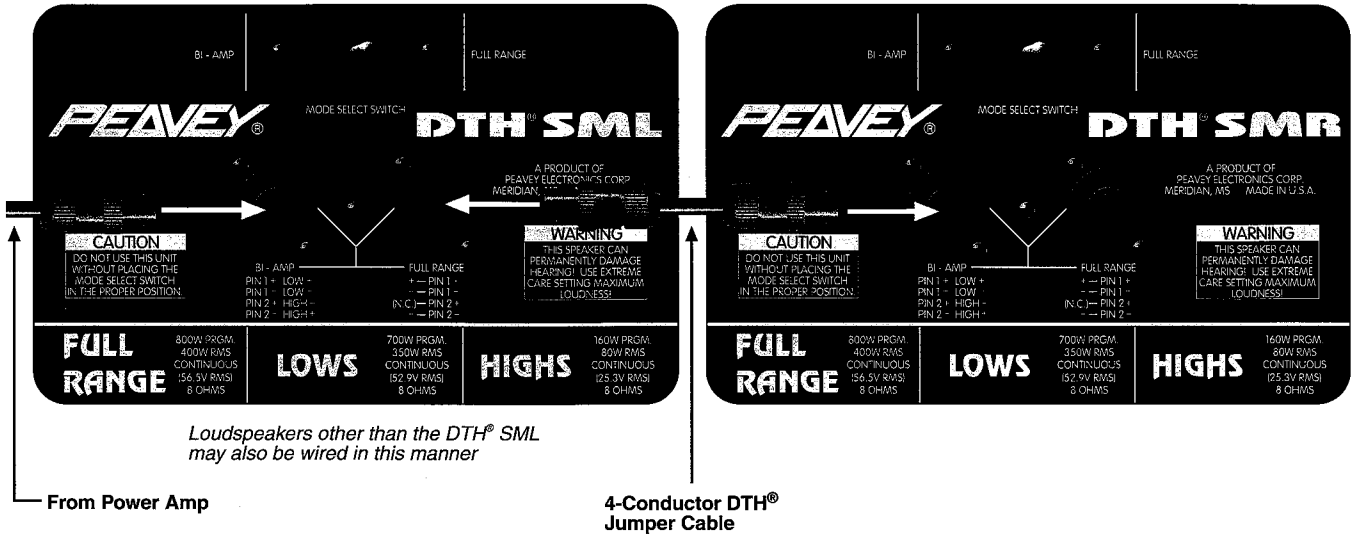 BI - AMP
FULL RANGE
PEAVEY®
MODE SELECT SWITCH
DTH® SML
A PRODUCT OF
PEAVEY ELECTRONICS CORP.
MERIDIAN,
CAUTION
DO NOT USE THIS UNIT
WITHOUT PLACING THE
MODE SELECT SWITCH
IN THE PROPER POSITION.
WARNING
THIS SPEAKER CAN
PERMANENTLY DAMAGE
HEARING! USE EXTREME
CARE SETTING MAXIMUM
LOUDNESS!
BI - AMP
PIN 1 + LOW +
PIN 1 - LOW -
PIN 2 + HIGH -
PIN 2 - HIGH +
FULL RANGE
+ — PIN 1 +
- — PIN 1 -
(N.C.) — PIN 2 +
- — PIN 2 -
FULL
RANGE
800W PRGM.
400W RMS
CONTINUOUS
(56.5V RMS)
8 OHMS
LOWS
700W PRGM.
350W RMS
CONTINUOUS
(52.9V RMS)
8 OHMS
HIGHS
160W PRGM.
80W RMS
CONTINUOUS
(25.3V RMS)
8 OHMS
BI - AMP
FULL RANGE
PEAVEY®
MODE SELECT SWITCH
DTH® SMR
A PRODUCT OF
PEAVEY ELECTRONICS CORP.
MERIDIAN, MS MADE IN U.S.A.
CAUTION
DO NOT USE THIS UNIT
WITHOUT PLACING THE
MODE SELECT SWITCH
IN THE PROPER POSITION.
WARNING
THIS SPEAKER CAN
PERMANENTLY DAMAGE
HEARING! USE EXTREME
CARE SETTING MAXIMUM
LOUDNESS!
BI - AMP
PIN 1 + LOW +
PIN 1 - LOW -
PIN 2 + HIGH -
PIN 2 - HIGH +
FULL RANGE
+ — PIN 1 +
- — PIN 1 -
(N.C.) — PIN 2 +
- — PIN 2 -
FULL
RANGE
800W PRGM.
400W RMS
CONTINUOUS
(56.5V RMS)
8 OHMS
LOWS
700W PRGM.
350W RMS
CONTINUOUS
(52.9V RMS)
8 OHMS
HIGHS
160W PRGM.
80W RMS
CONTINUOUS
(25.3V RMS)
8 OHMS
Loudspeakers other than the DTH® SML
may also be wired in this manner
From Power Amp
4-Conductor DTH®
Jumper Cable